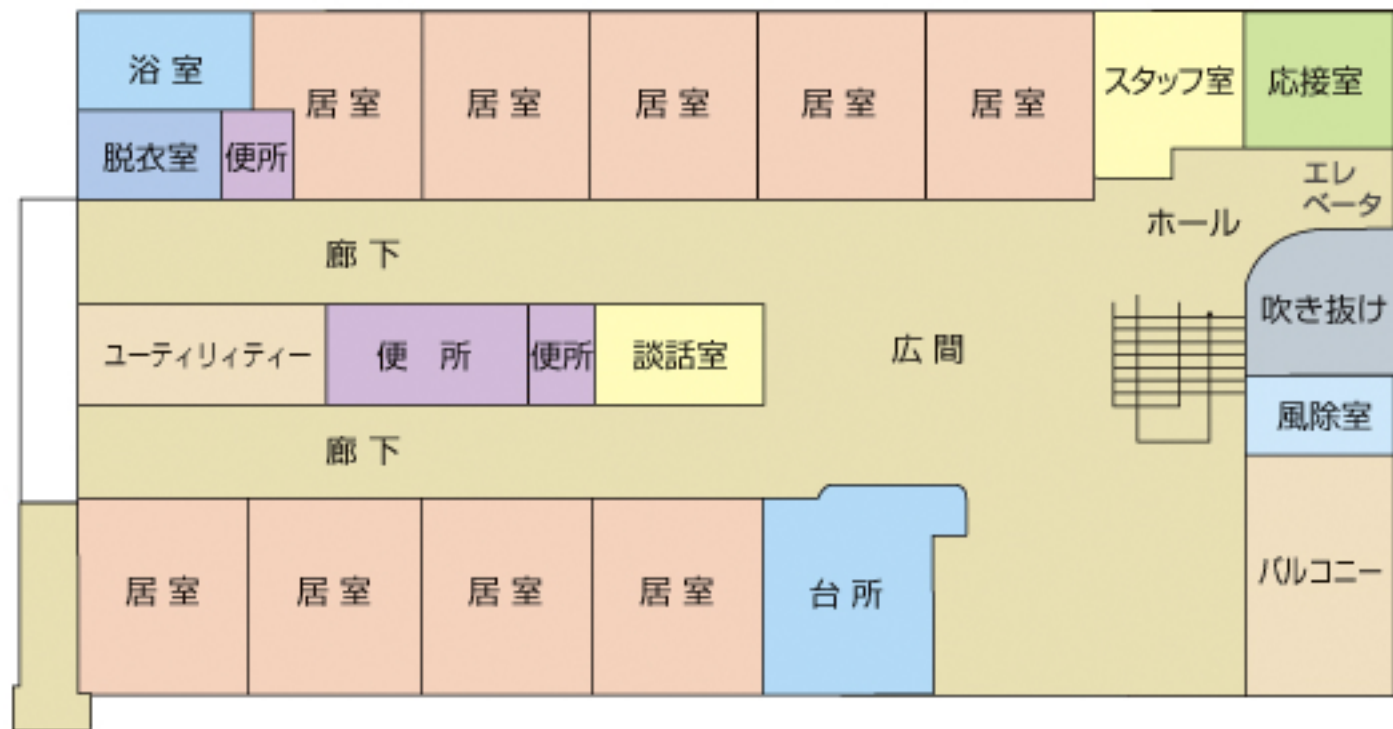 浴室
居室
居室
居室
居室
居室
スタッフ室
応接室
脱衣室
便所
エレ
ベータ
ホール
廊下
吹き抜け
ユーティリィティー
便所
便所
談話室
広間
風除室
廊下
バルコニー
居室
居室
居室
居室
台所